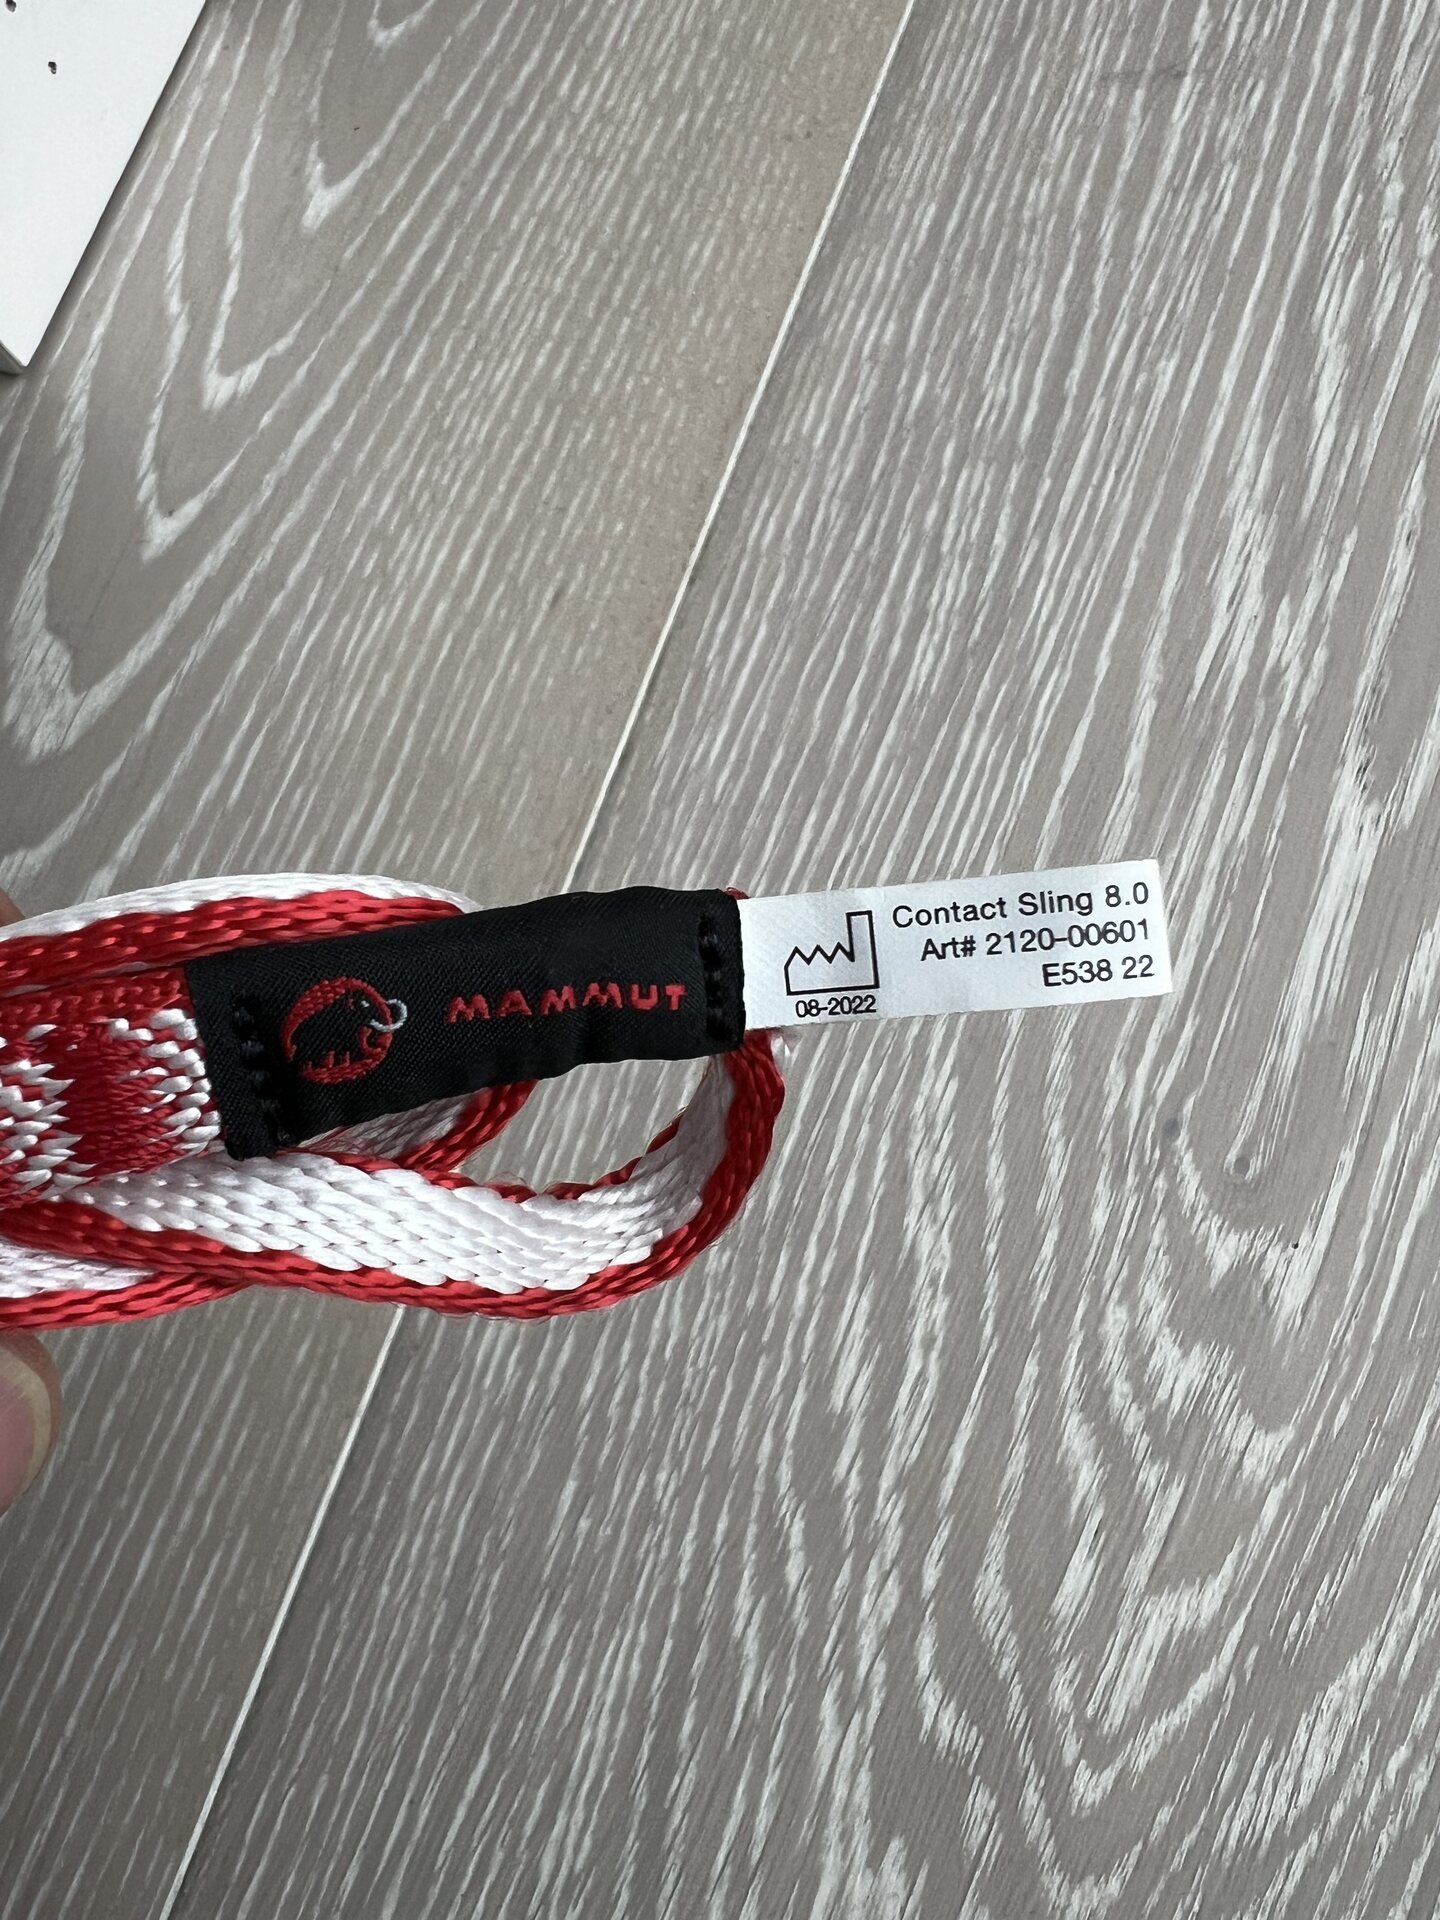 MAMMUT
Contact Sling 8.0
Art# 2120-00601
E538 22
08-2022